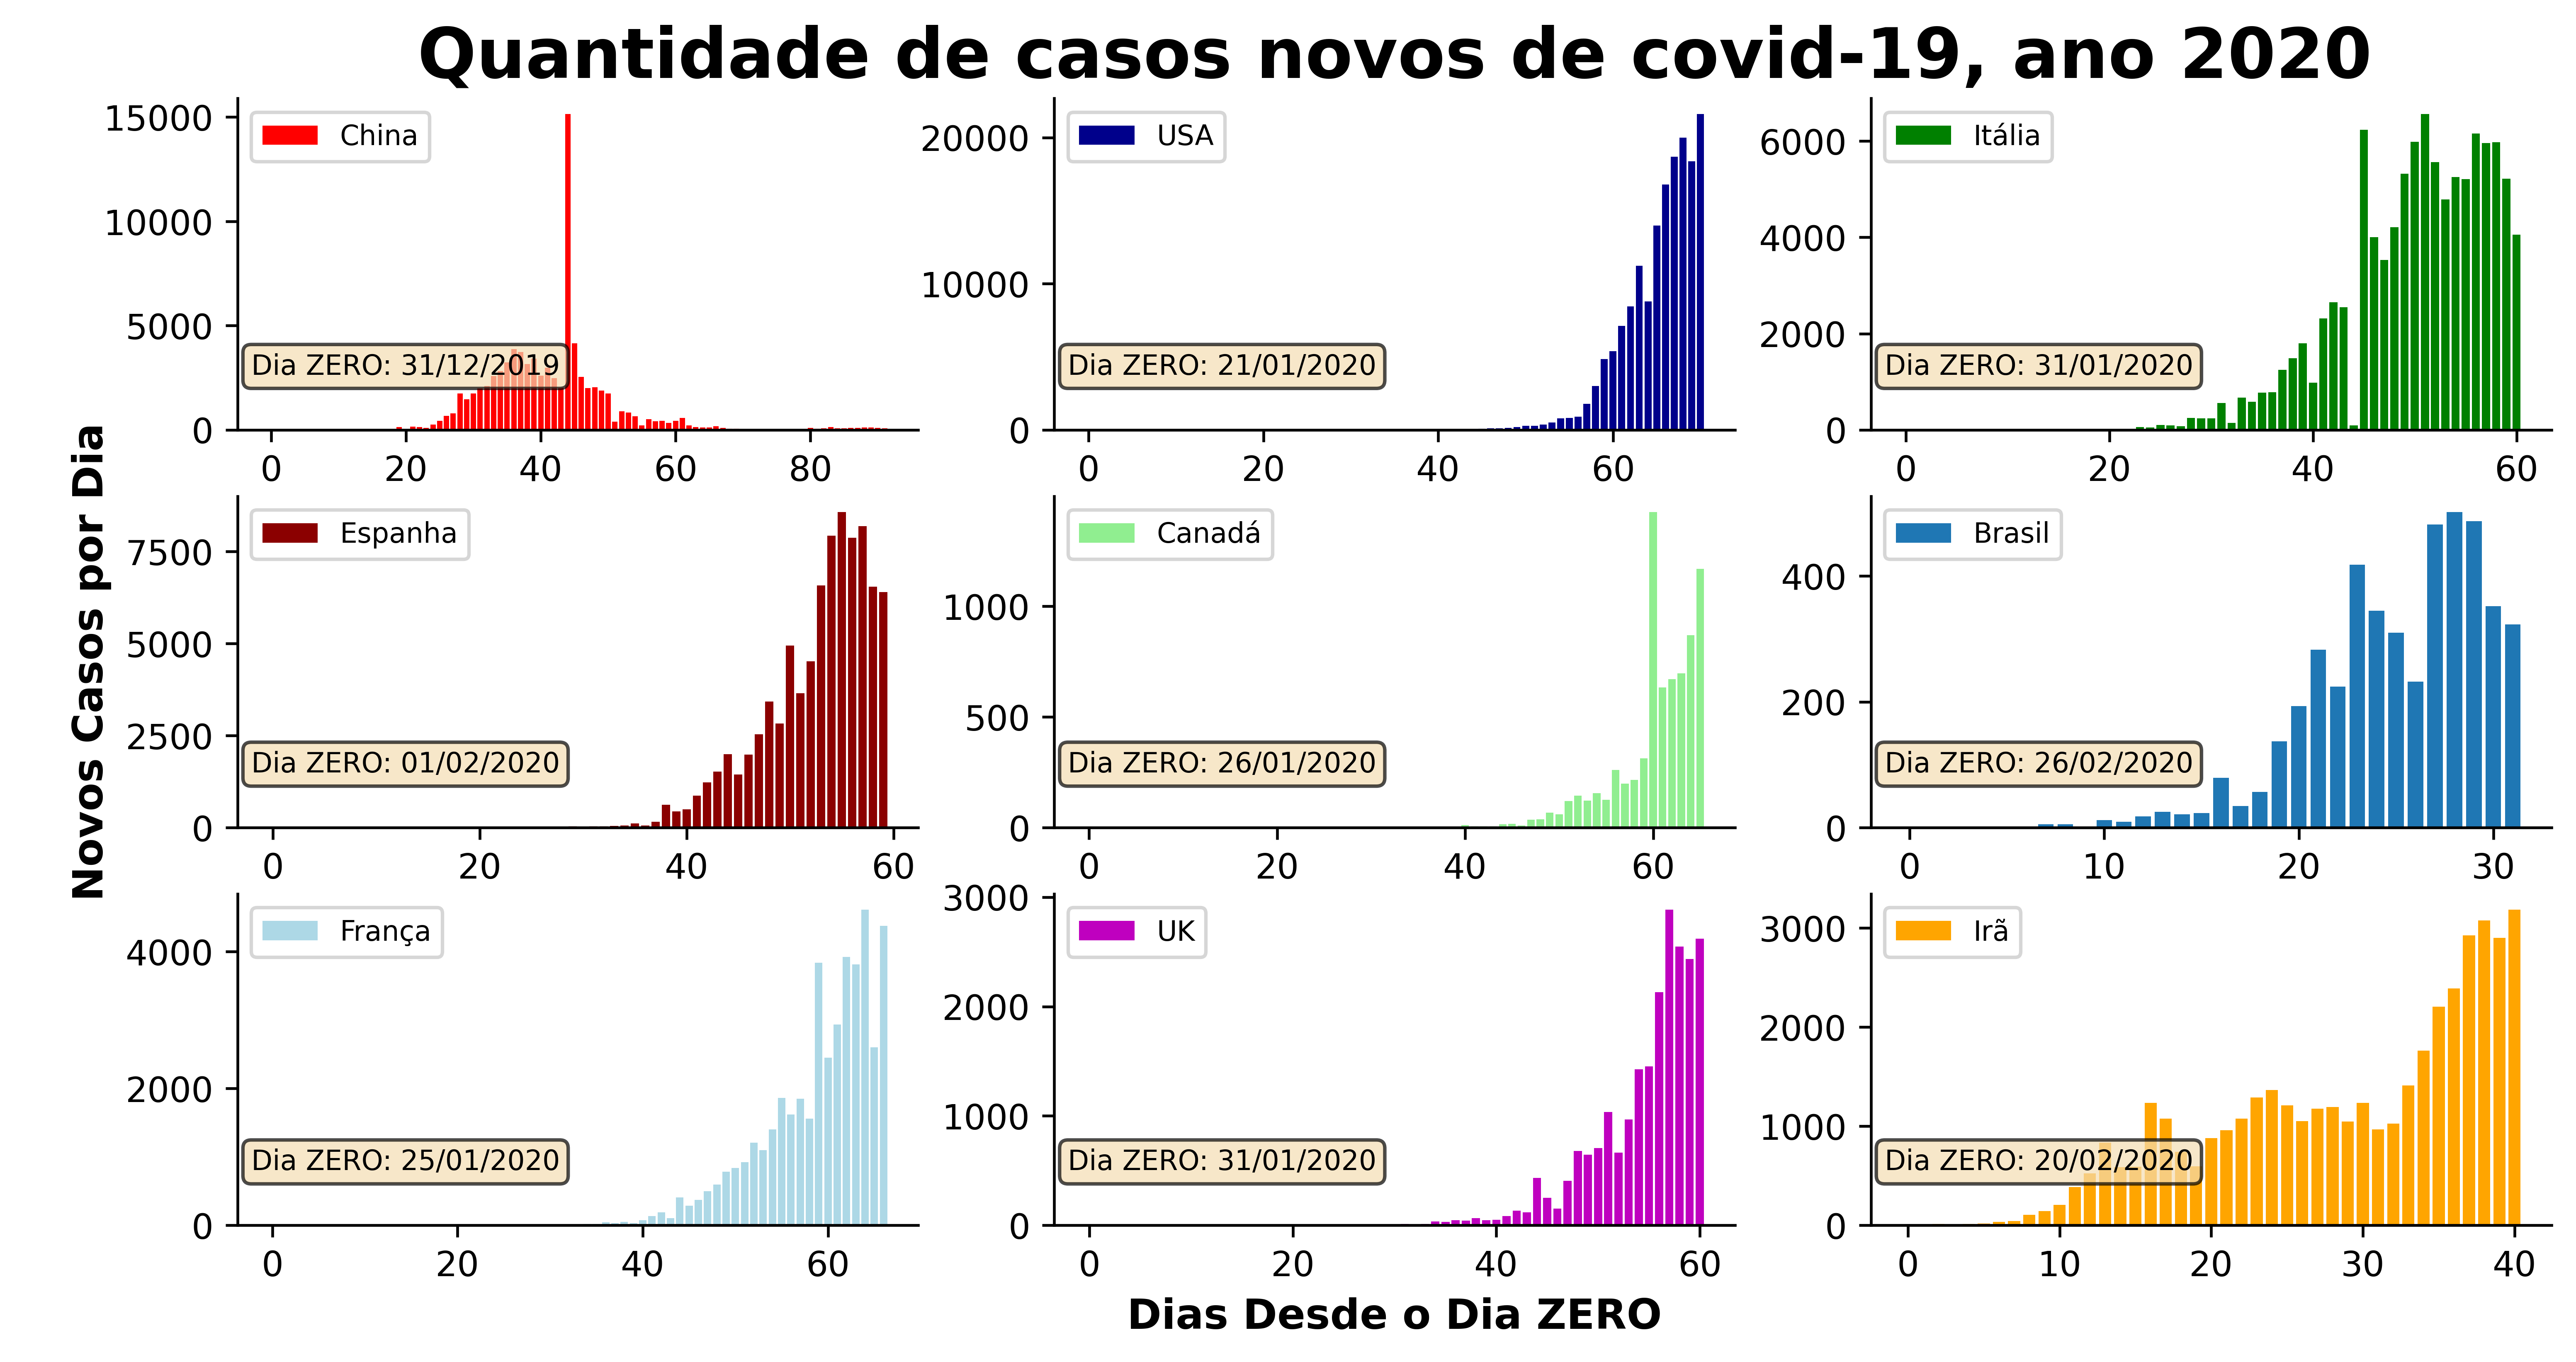 Quantidade de casos novos de covid-19, ano 2020
Novos Casos por Dia
China
Dia ZERO: 31/12/2019
15000
10000
5000
0
0 20 40 60 80
USA
Dia ZERO: 21/01/2020
20000
10000
0
0 20 40 60
Itália
Dia ZERO: 31/01/2020
6000
4000
2000
0
0 20 40 60
Espanha
Dia ZERO: 01/02/2020
7500
5000
2500
0
0 20 40 60
Canadá
Dia ZERO: 26/01/2020
1000
500
0
0 20 40 60
Brasil
Dia ZERO: 26/02/2020
400
200
0
0 10 20 30
França
Dia ZERO: 25/01/2020
4000
2000
0
0 20 40 60
UK
Dia ZERO: 31/01/2020
3000
2000
1000
0
0 20 40 60
Irã
Dia ZERO: 20/02/2020
3000
2000
1000
0
0 10 20 30 40
Dias Desde o Dia ZERO